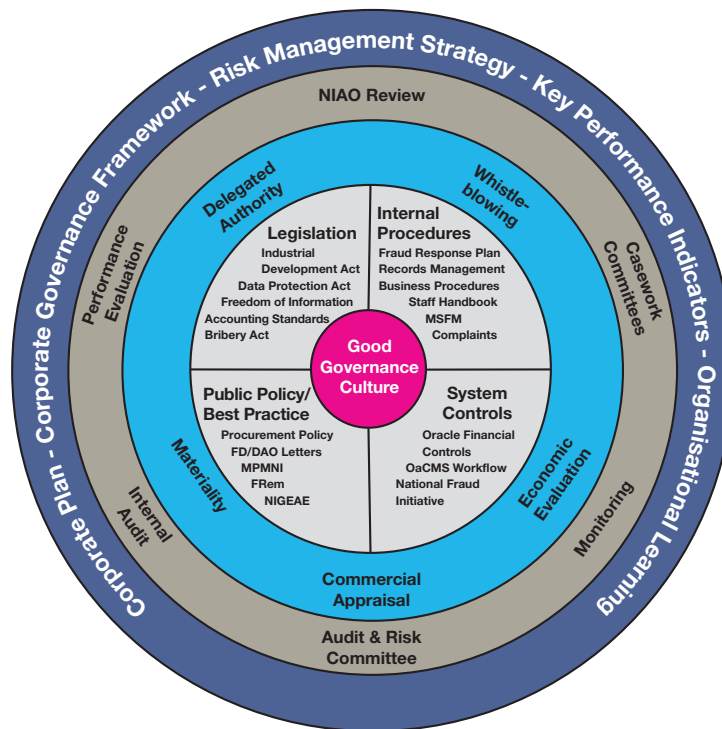 Corporate Plan - Corporate Governance Framework - Risk Management Strategy - Key Performance Indicators - Organisational Learning
NIAO Review
Performance
Evaluation
Casework
Committees
Internal
Audit
Monitoring
Audit & Risk
Committee
Delegated
Authority
Whistle-
blowing
Materiality
Economic
Evaluation
Commercial
Appraisal
Legislation
Industrial
Development Act
Data Protection Act
Freedom of Information
Accounting Standards
Bribery Act
Internal
Procedures
Fraud Response Plan
Records Management
Business Procedures
Staff Handbook
MSFM
Complaints
Good
Governance
Culture
Public Policy/
Best Practice
Procurement Policy
FD/DAO Letters
MPMNI
FRem
NIGEAE
System
Controls
Oracle Financial
Controls
OaCMS Workflow
National Fraud
Initiative